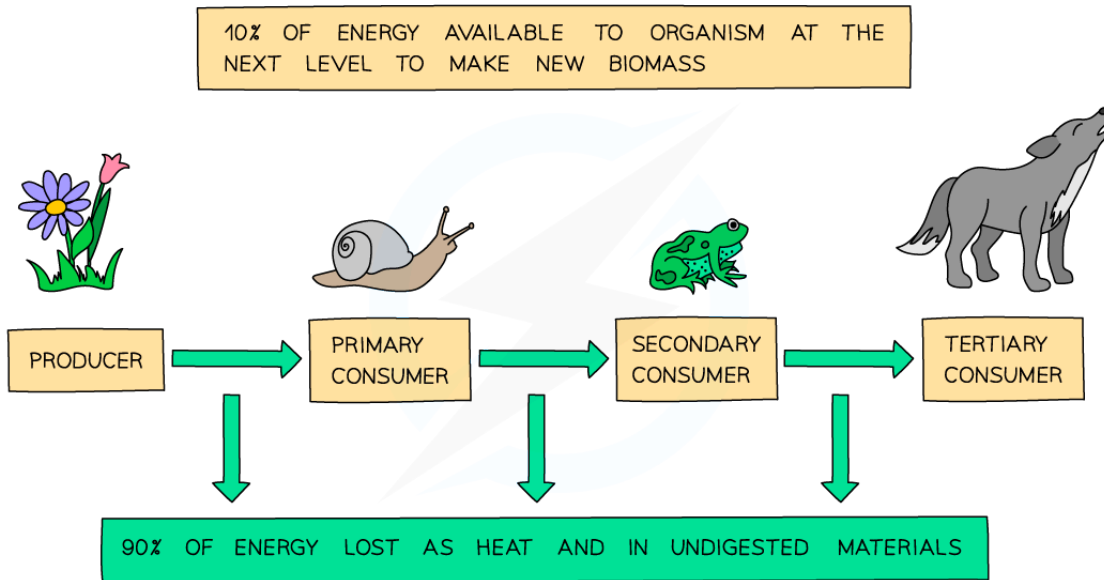 10% OF ENERGY AVAILABLE TO ORGANISM AT THE
NEXT LEVEL TO MAKE NEW BIOMASS
PRODUCER
PRIMARY
CONSUMER
SECONDARY
CONSUMER
TERTIARY
CONSUMER
90% OF ENERGY LOST AS HEAT AND IN UNDIGESTED MATERIALS